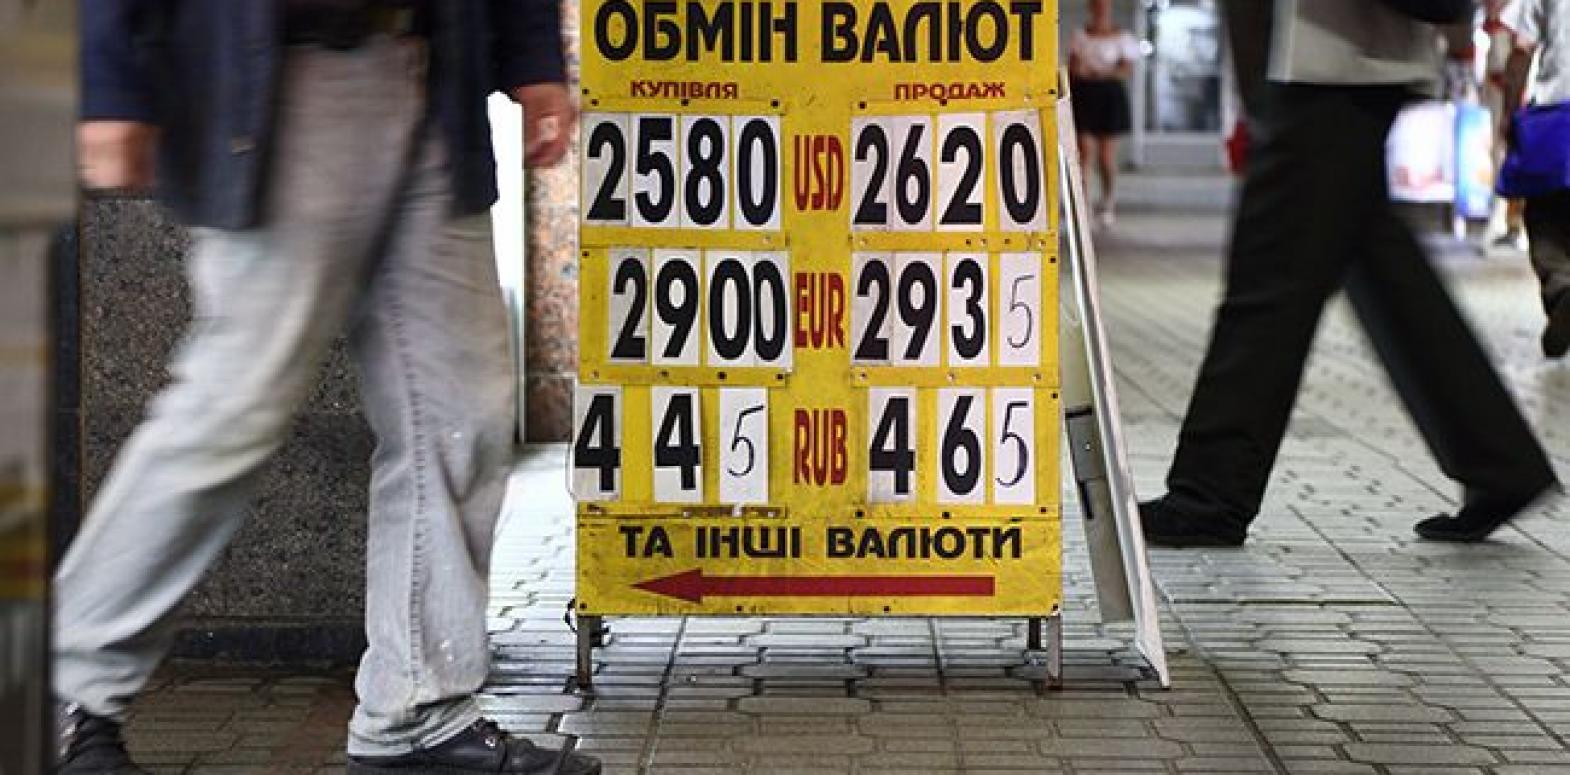 ОБМІН ВАЛЮТ
КУПІВЛЯ ПРОДАЖ
2580 USD 2620
2900 EUR 2935
445 RUB 465
ТА ІНШІ ВАЛЮТИ